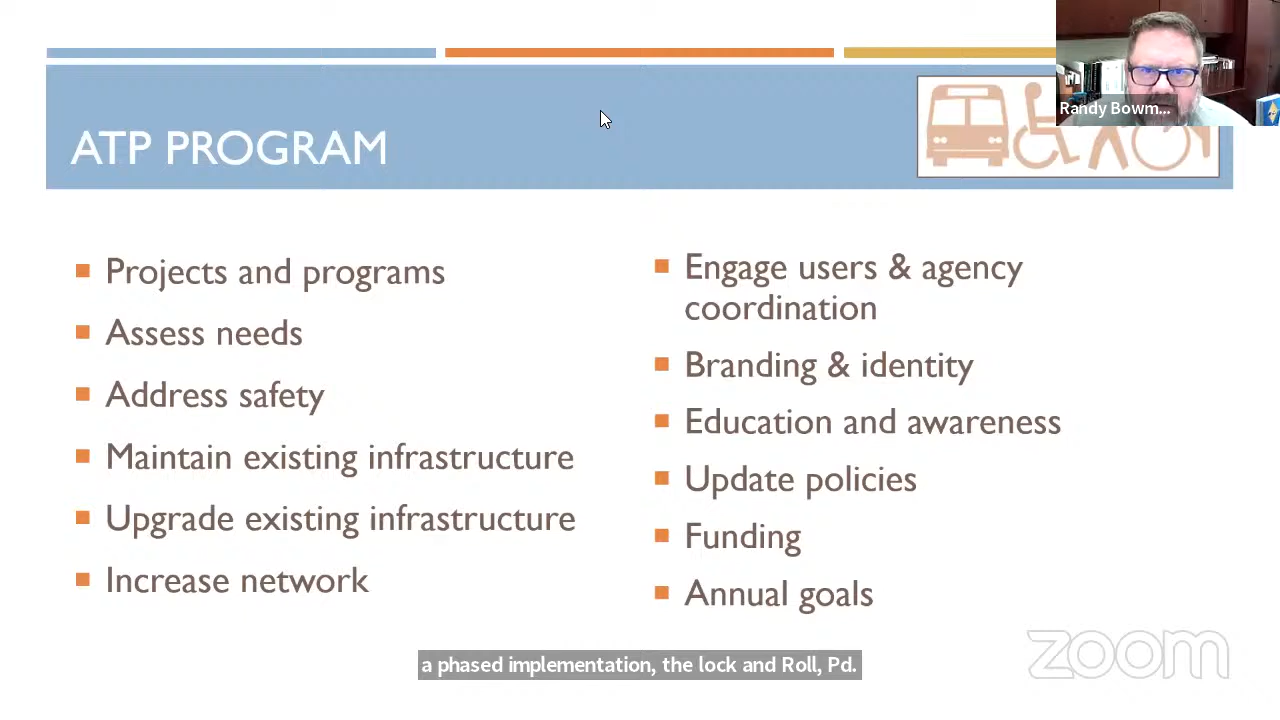 Randy Bowm...
ATP PROGRAM
Projects and programs
Assess needs
Address safety
Maintain existing infrastructure
Upgrade existing infrastructure
Increase network
Engage users & agency
coordination
Branding & identity
Education and awareness
Update policies
Funding
Annual goals
zoom
a phased implementation, the lock and Roll, Pd.